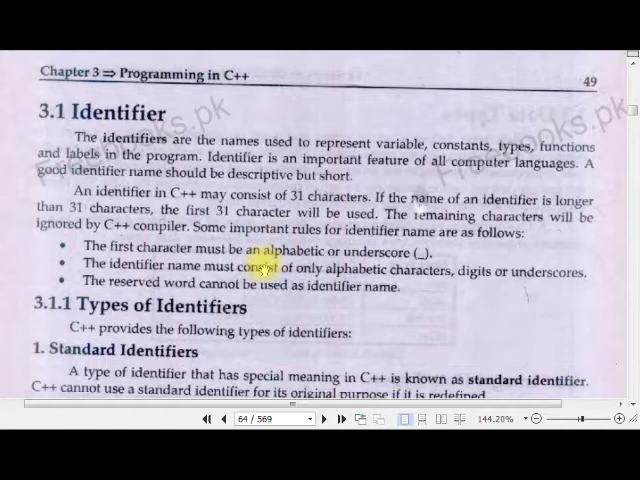 Chapter 3 ⇒ Programming in C++
49
3.1 Identifier
The identifiers are the names used to represent variable, constants, types, functions
and labels in the program. Identifier is an important feature of all computer languages. A
good identifier name should be descriptive but short.
An identifier in C++ may consist of 31 characters. If the name of an identifier is longer
than 31 characters, the first 31 character will be used. The remaining characters will be
ignored by C++ compiler. Some important rules for identifier name are as follows:
• The first character must be an alphabetic or underscore (_).
• The identifier name must consist of only alphabetic characters, digits or underscores.
• The reserved word cannot be used as identifier name.
3.1.1 Types of Identifiers
C++ provides the following types of identifiers:
1. Standard Identifiers
A type of identifier that has special meaning in C++ is known as standard identifier.
C++ cannot use a standard identifier for its original purpose if it is redefined.
64 / 569
144.20%